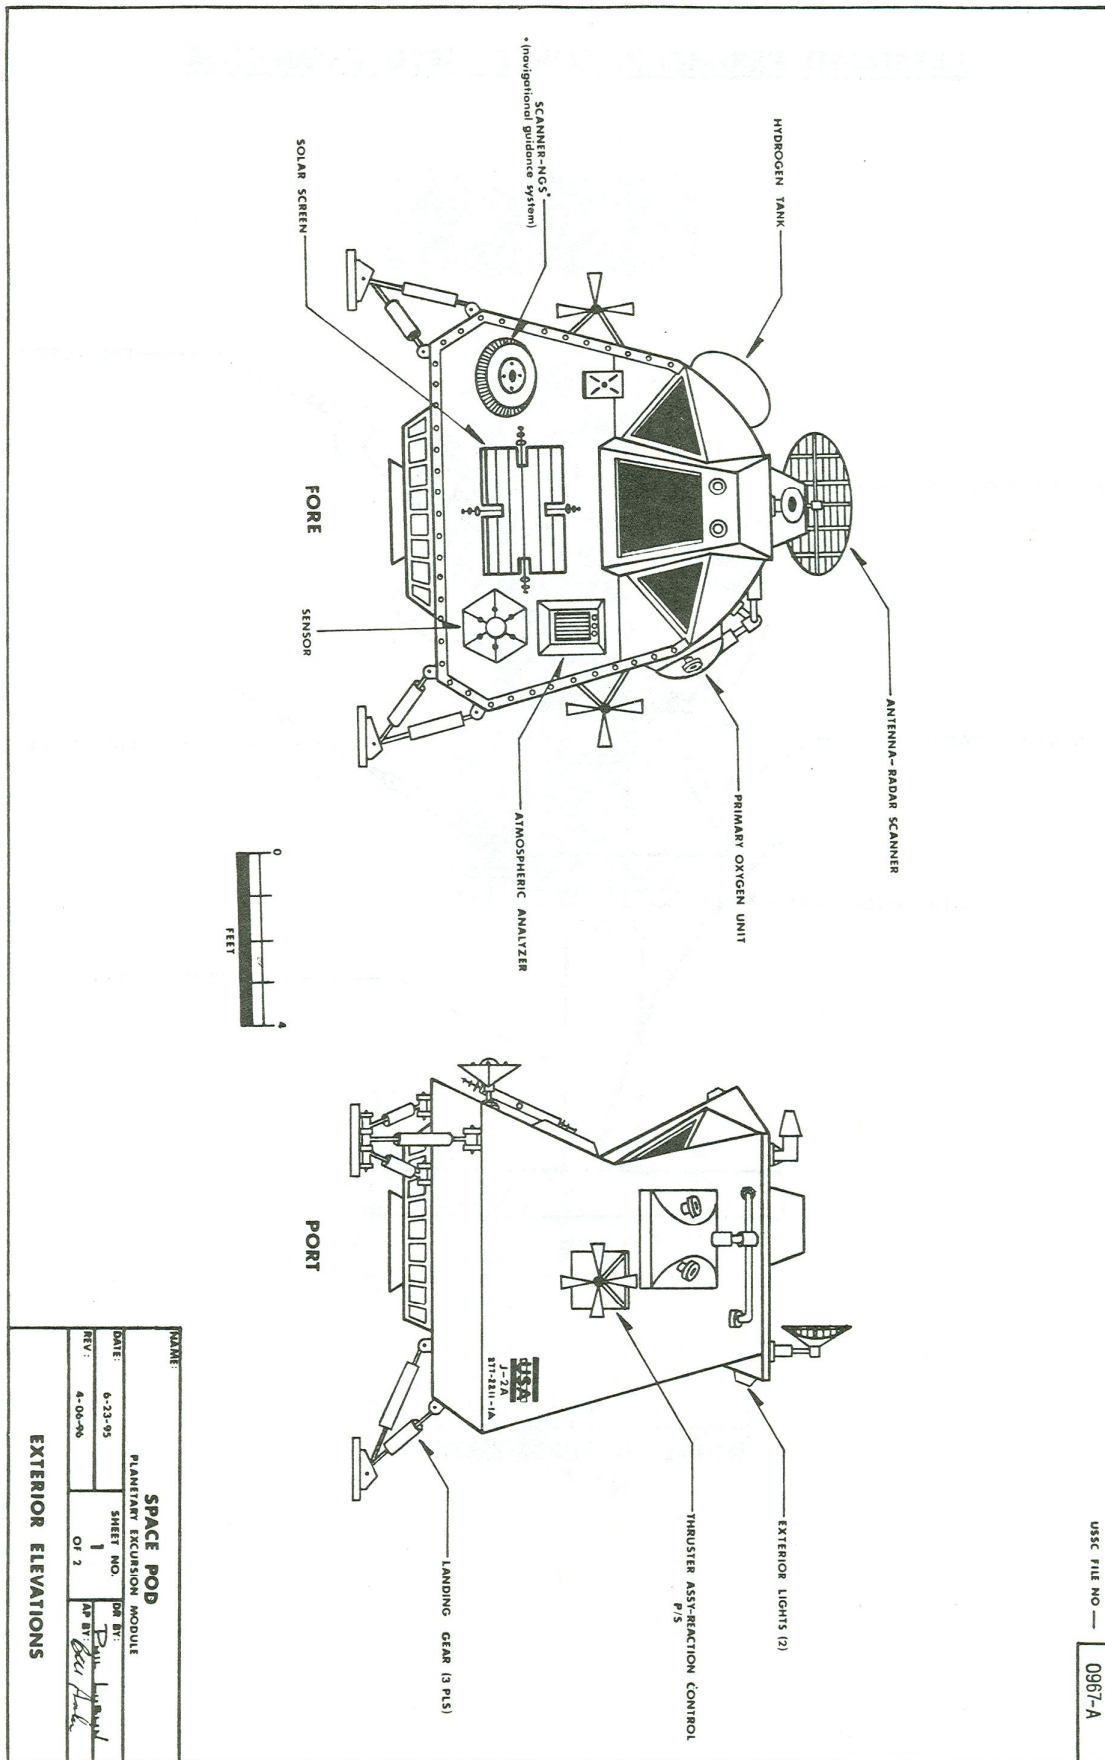 USSC FILE NO — 0967-A
ANTENNA-RADAR SCANNER
HYDROGEN TANK
PRIMARY OXYGEN UNIT
EXTERIOR LIGHTS (2)
THRUSTER ASSY-REACTION CONTROL
P/S
SCANNER-NGS*
*(navigational guidance system)
ATMOSPHERIC ANALYZER
USA
J-2A
LANDING GEAR (3 PLS)
SOLAR SCREEN
SENSOR
FORE
PORT
0
4
FEET
NAME:
SPACE POD
PLANETARY EXCURSION MODULE
DATE: 6-23-95
SHEET NO.
DR BY:
REV: 4-06-96
1
OF 2
AP BY:
EXTERIOR ELEVATIONS